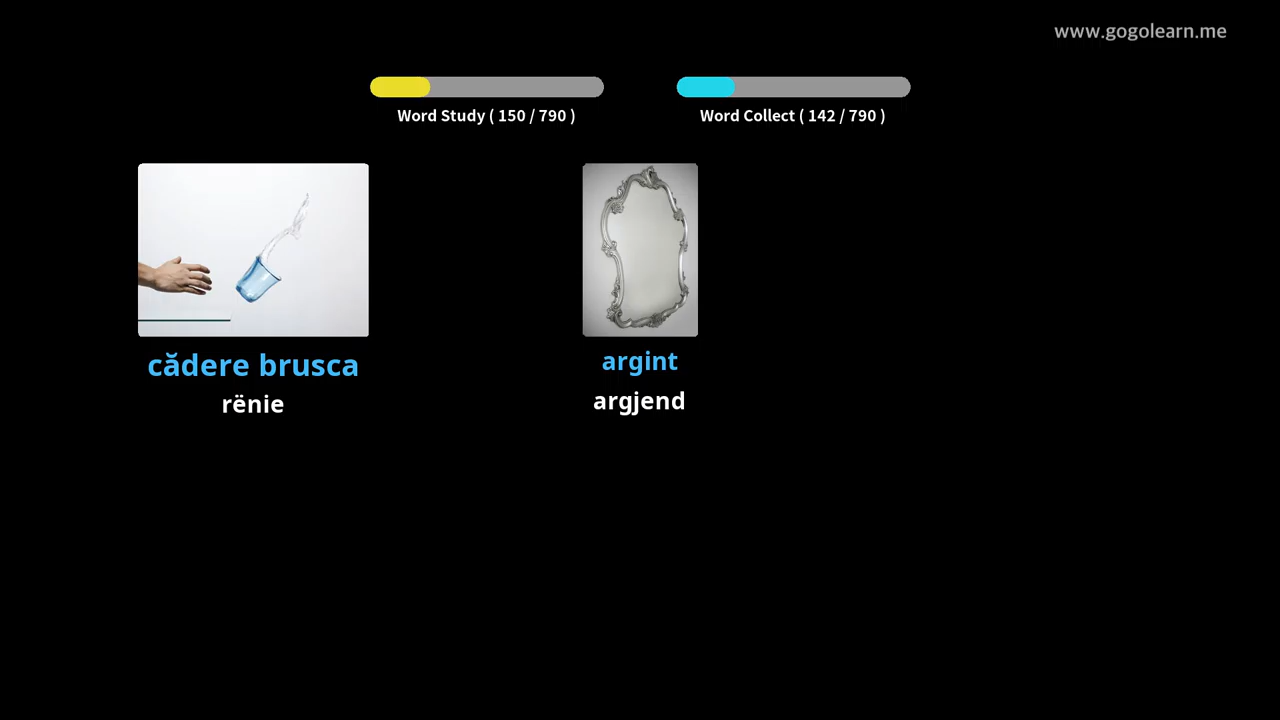 www.gogolearn.me
Word Study ( 150 / 790 )
Word Collect ( 142 / 790 )
cădere brusca
rënie
argint
argjend